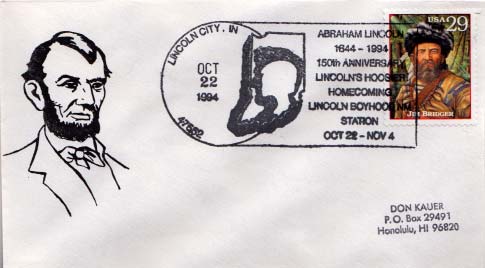 LINCOLN CITY, IN
OCT
22
1994
47552
ABRAHAM LINCOLN
1844 - 1994
150th ANNIVERSARY
LINCOLN'S HOOSIER
HOMECOMING
LINCOLN BOYHOOD NM
STATION
OCT 22 - NOV 4
USA 29
JIM BRIDGER
DON KAUER
P.O. Box 29491
Honolulu, HI 96820